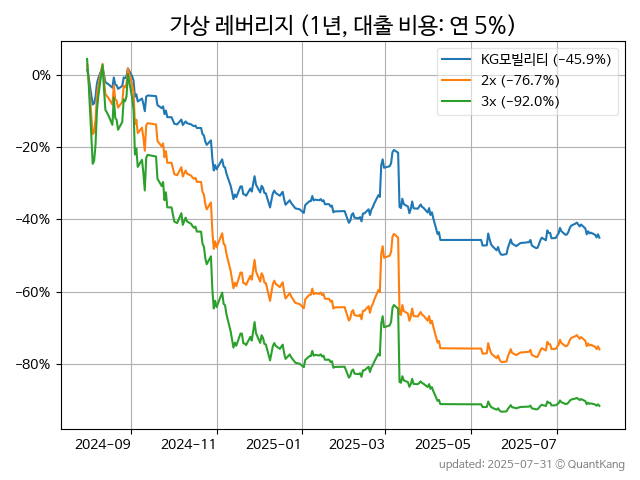 가상 레버리지 (1년, 대출 비용: 연 5%)
KG모빌리티 (−45.9%)
2x (−76.7%)
3x (−92.0%)
0%
−20%
−40%
−60%
−80%
2024-09 2024-11 2025-01 2025-03 2025-05 2025-07
updated: 2025-07-31 © QuantKang